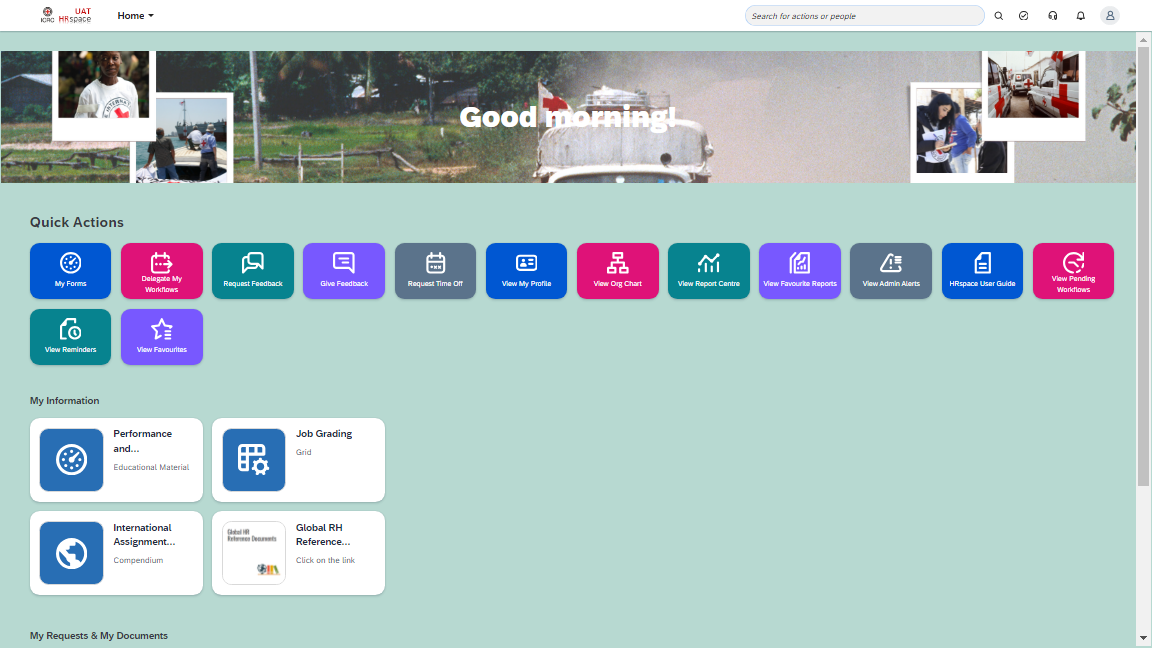 ICRC
UAT
HRspace
Home
Search for actions or people
Good morning!
Quick Actions
My Forms
Delegate My
Workflows
Request Feedback
Give Feedback
Request Time Off
View My Profile
View Org Chart
View Report Centre
View Favourite Reports
View Admin Alerts
HRspace User Guide
View Pending
Workflows
View Reminders
View Favourites
My Information
Performance
and...
Educational Material
Job Grading
Grid
International
Assignment...
Compendium
Global HR
Reference Documents
Global RH
Reference...
Click on the link
My Requests & My Documents